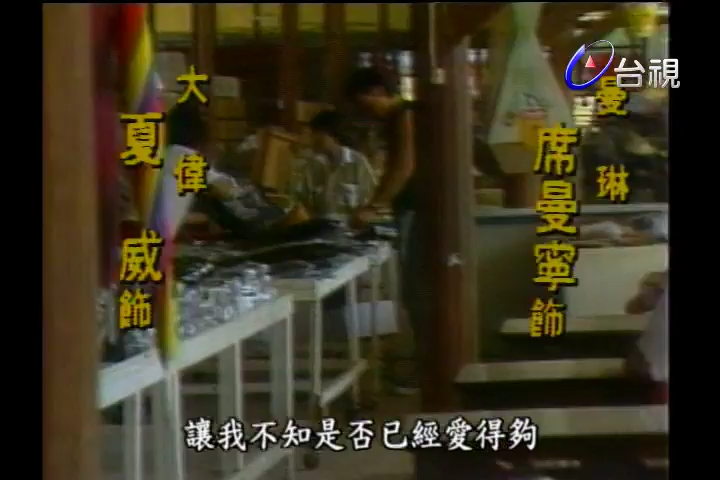 台視
曼琳
席曼寧飾
大偉
夏威飾
讓我不知是否已經愛得夠